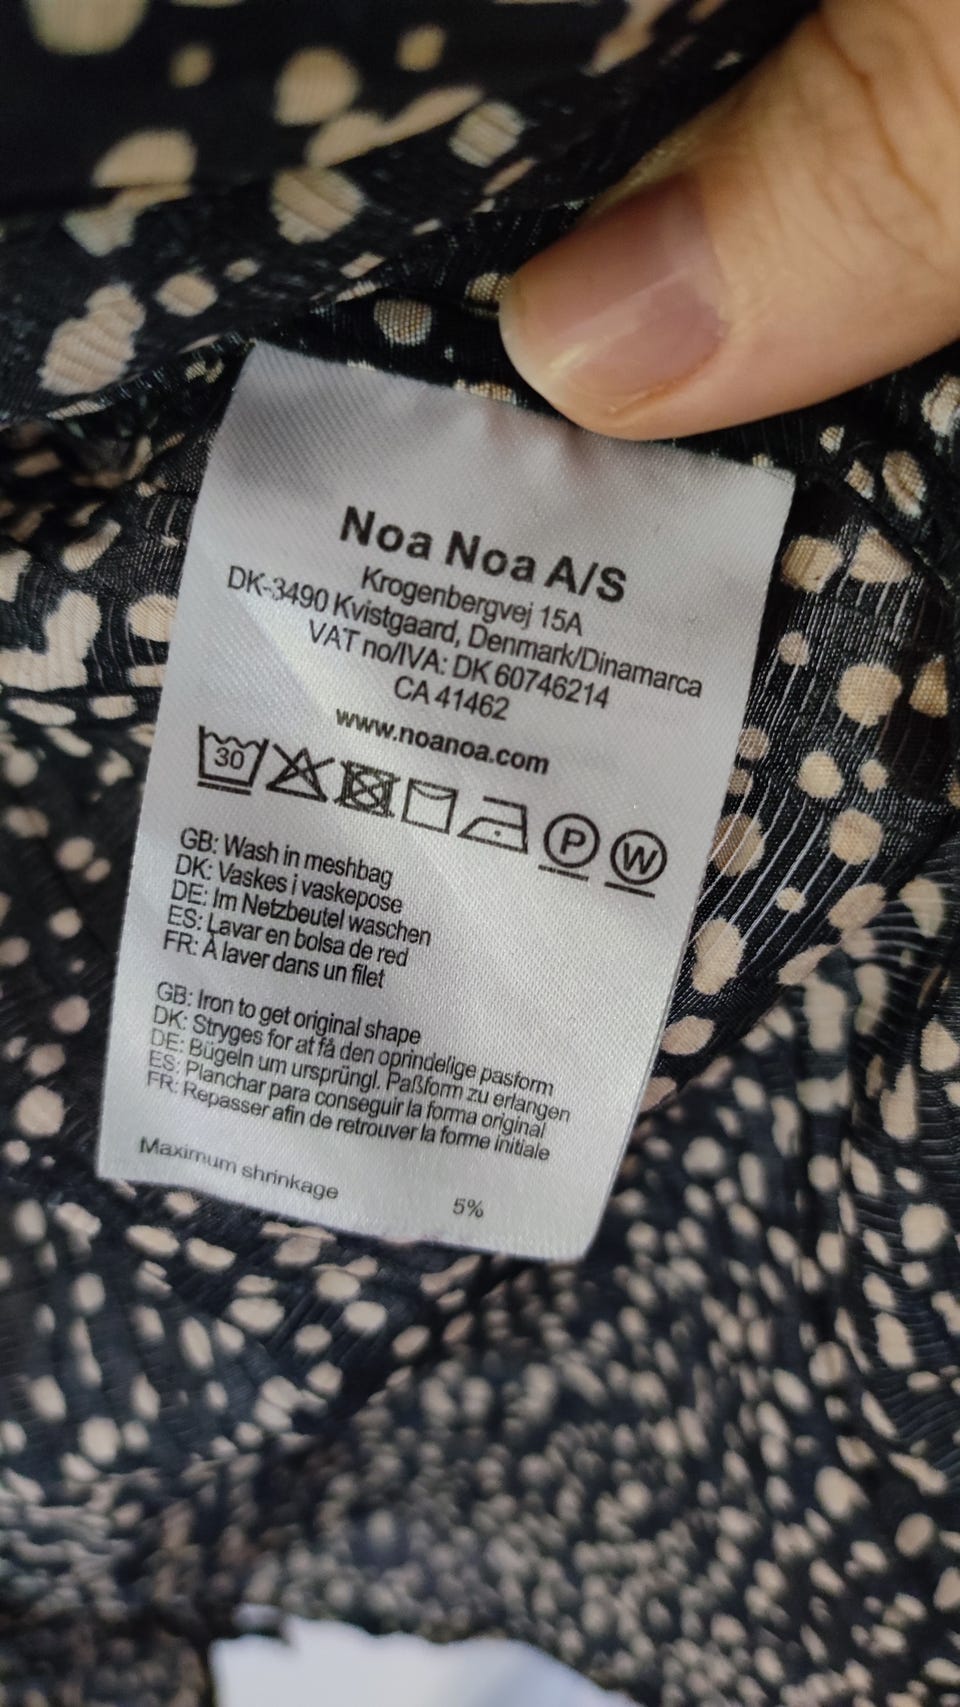 Noa Noa A/S
Krogenbergvej 15A
DK-3490 Kvistgaard, Denmark/Dinamarca
VAT no/IVA: DK 60746214
CA 41462
www.noanoa.com
30 P W
GB: Wash in meshbag
DK: Vaskes i vaskepose
DE: Im Netzbeutel waschen
ES: Lavar en bolsa de red
FR: À laver dans un filet
GB: Iron to get original shape
DK: Stryges for at få den oprindelige pasform
DE: Bügeln um ursprüngl. Paßform zu erlangen
ES: Planchar para conseguir la forma original
FR: Repasser afin de retrouver la forme initiale
Maximum shrinkage 5%